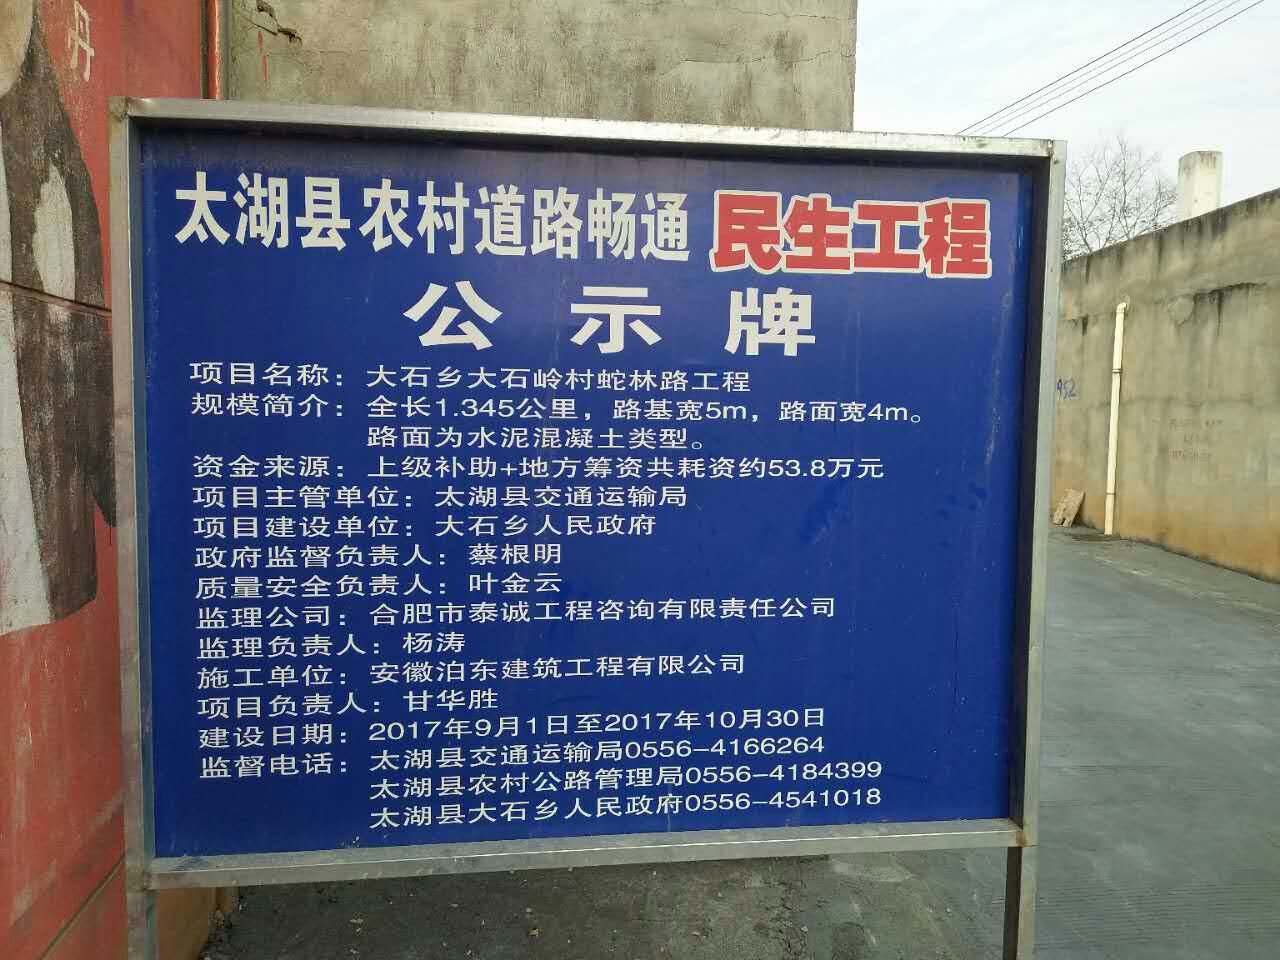 丹
太湖县农村道路畅通 民生工程
公示牌
项目名称：大石乡大石岭村蛇林路工程
规模简介：全长1.345公里，路基宽5m，路面宽4m。
路面为水泥混凝土类型。
资金来源：上级补助+地方筹资共耗资约53.8万元
项目主管单位：太湖县交通运输局
项目建设单位：大石乡人民政府
政府监督负责人：蔡根明
质量安全负责人：叶金云
监理公司：合肥市泰诚工程咨询有限责任公司
监理负责人：杨涛
施工单位：安徽泊东建筑工程有限公司
项目负责人：甘华胜
建设日期：2017年9月1日至2017年10月30日
监督电话：太湖县交通运输局0556-4166264
太湖县农村公路管理局0556-4184399
太湖县大石乡人民政府0556-4541018
952